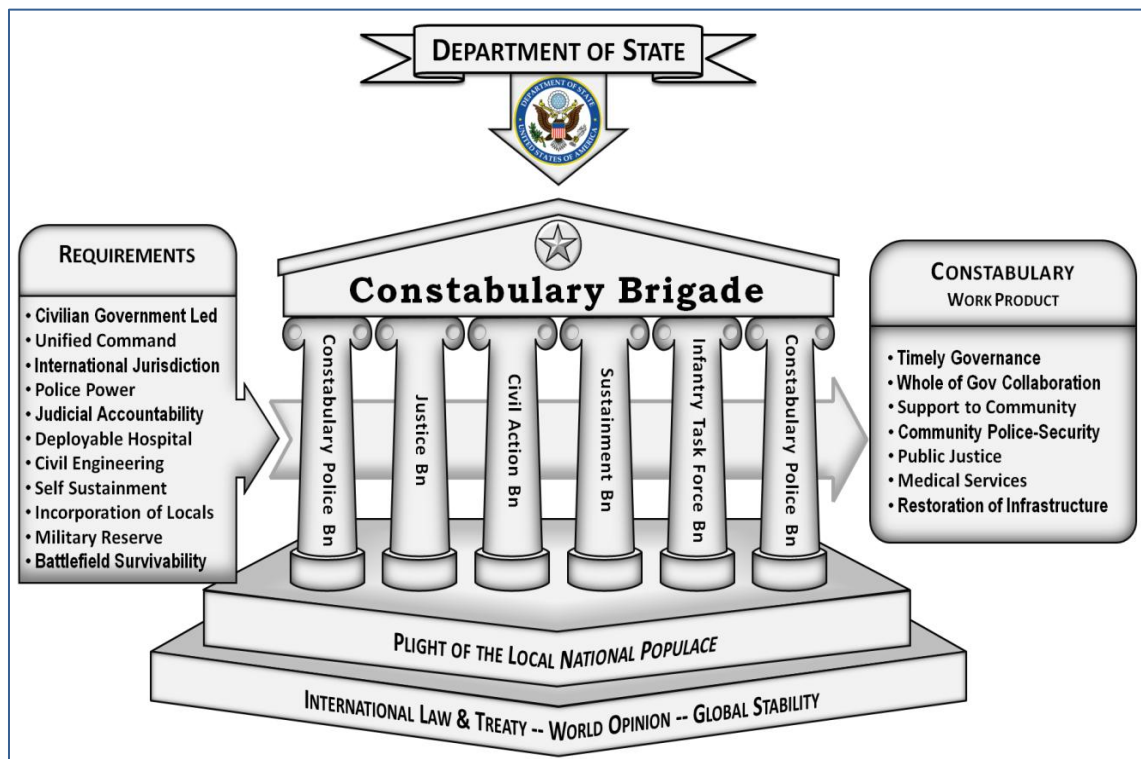 DEPARTMENT OF STATE
DEPARTMENT OF STATE
UNITED STATES OF AMERICA
REQUIREMENTS
• Civilian Government Led
• Unified Command
• International Jurisdiction
• Police Power
• Judicial Accountability
• Deployable Hospital
• Civil Engineering
• Self Sustainment
• Incorporation of Locals
• Military Reserve
• Battlefield Survivability
Constabulary Brigade
Constabulary Police Bn
Justice Bn
Civil Action Bn
Sustainment Bn
Infantry Task Force Bn
Constabulary Police Bn
CONSTABULARY
WORK PRODUCT
• Timely Governance
• Whole of Gov Collaboration
• Support to Community
• Community Police-Security
• Public Justice
• Medical Services
• Restoration of Infrastructure
PLIGHT OF THE LOCAL NATIONAL POPULACE
INTERNATIONAL LAW & TREATY -- WORLD OPINION -- GLOBAL STABILITY